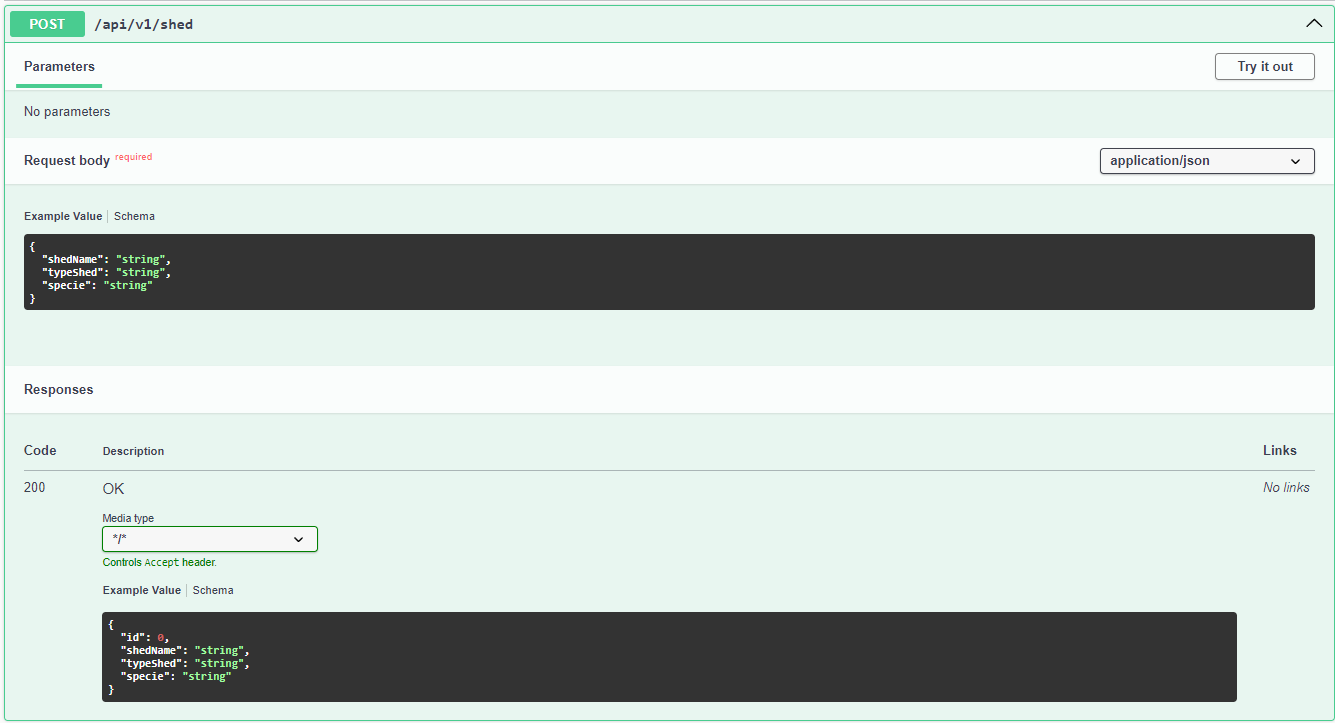 POST /api/v1/shed
Parameters
Try it out
No parameters
Request body required
application/json
Example Value Schema
{
  "shedName": "string",
  "typeShed": "string",
  "specie": "string"
}
Responses
Code Description Links
200 OK No links
Media type
*/*
Controls Accept header.
Example Value Schema
{
  "id": 0,
  "shedName": "string",
  "typeShed": "string",
  "specie": "string"
}